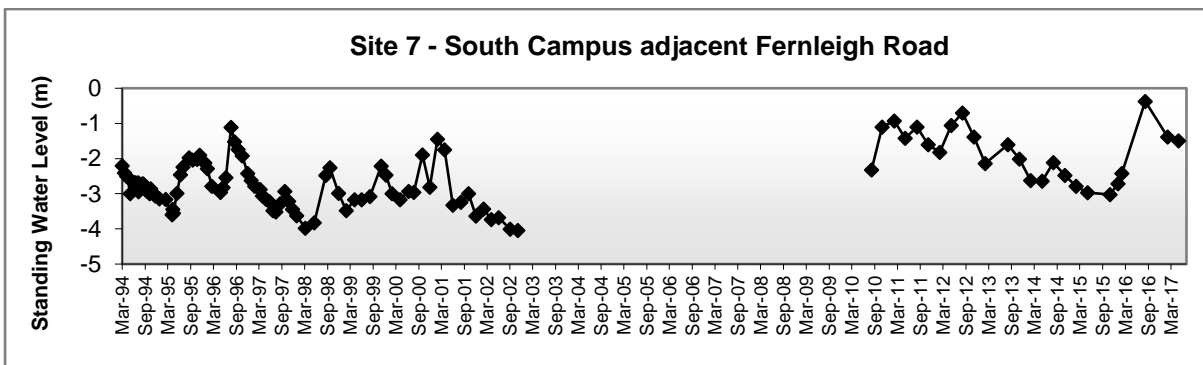 Site 7 - South Campus adjacent Fernleigh Road
Standing Water Level (m)
0
-1
-2
-3
-4
-5
Mar-94
Sep-94
Mar-95
Sep-95
Mar-96
Sep-96
Mar-97
Sep-97
Mar-98
Sep-98
Mar-99
Sep-99
Mar-00
Sep-00
Mar-01
Sep-01
Mar-02
Sep-02
Mar-03
Sep-03
Mar-04
Sep-04
Mar-05
Sep-05
Mar-06
Sep-06
Mar-07
Sep-07
Mar-08
Sep-08
Mar-09
Sep-09
Mar-10
Sep-10
Mar-11
Sep-11
Mar-12
Sep-12
Mar-13
Sep-13
Mar-14
Sep-14
Mar-15
Sep-15
Mar-16
Sep-16
Mar-17